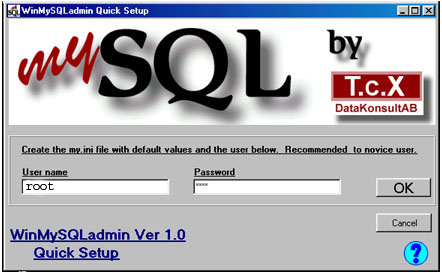 WinMySQLadmin Quick Setup
mySQL by
T.c.X
DataKonsultAB
Create the my.ini file with default values and the user below. Recommended to novice user.
User name Password
root **** OK
Cancel
WinMySQLadmin Ver 1.0
Quick Setup
?